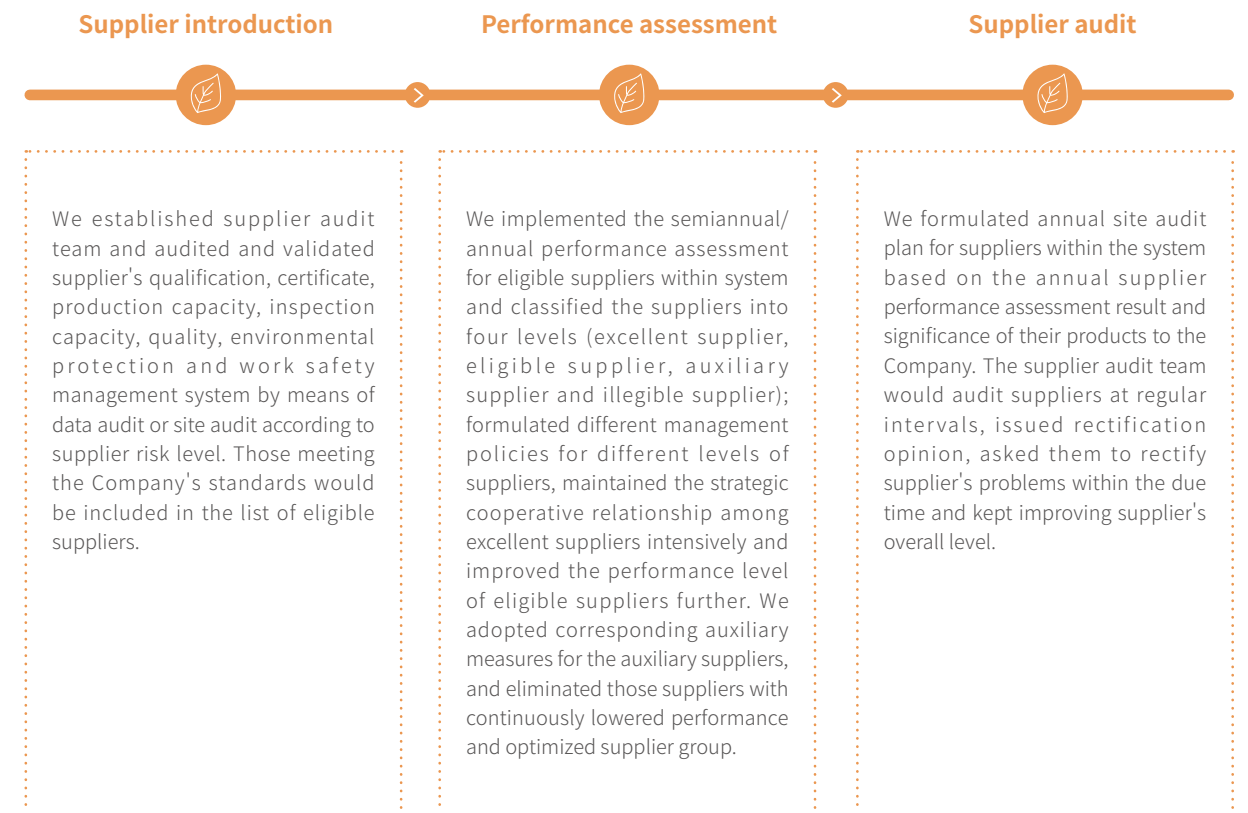 Supplier introduction
Performance assessment
Supplier audit
We established supplier audit
team and audited and validated
supplier's qualification, certificate,
production capacity, inspection
capacity, quality, environmental
protection and work safety
management system by means of
data audit or site audit according to
supplier risk level. Those meeting
the Company's standards would
be included in the list of eligible
suppliers.
We implemented the semiannual/
annual performance assessment
for eligible suppliers within system
and classified the suppliers into
four levels (excellent supplier,
eligible supplier, auxiliary
supplier and illegible supplier);
formulated different management
policies for different levels of
suppliers, maintained the strategic
cooperative relationship among
excellent suppliers intensively and
improved the performance level
of eligible suppliers further. We
adopted corresponding auxiliary
measures for the auxiliary suppliers,
and eliminated those suppliers with
continuously lowered performance
and optimized supplier group.
We formulated annual site audit
plan for suppliers within the system
based on the annual supplier
performance assessment result and
significance of their products to the
Company. The supplier audit team
would audit suppliers at regular
intervals, issued rectification
opinion, asked them to rectify
supplier's problems within the due
time and kept improving supplier's
overall level.